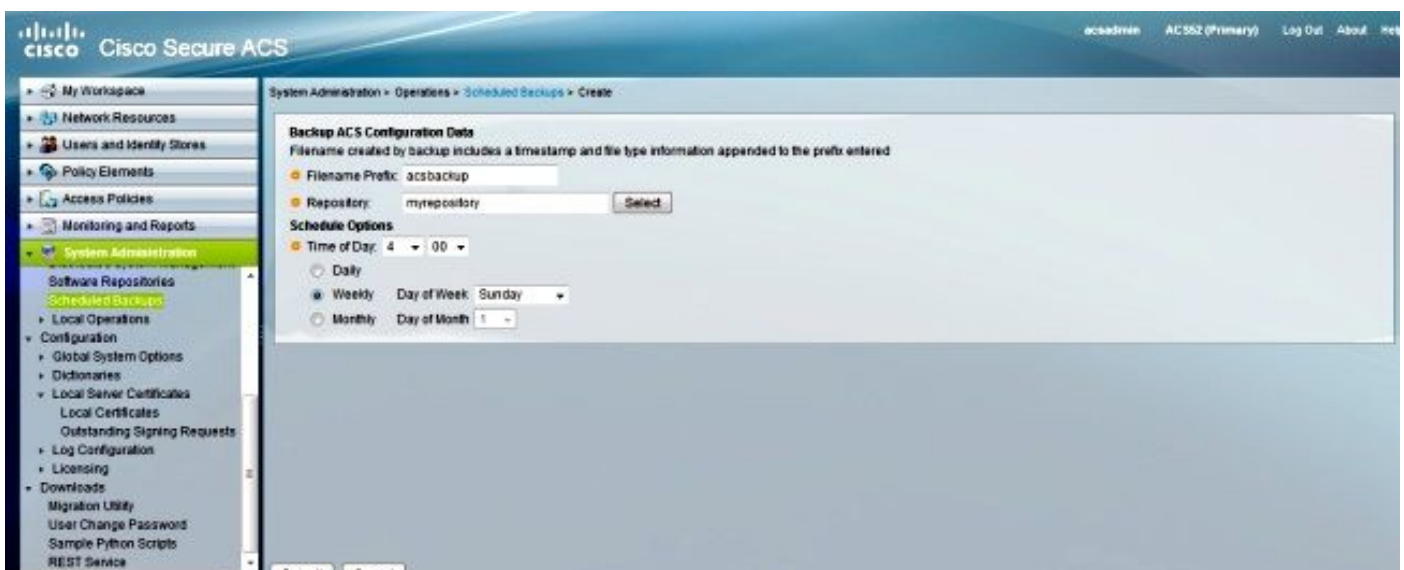 cisco Cisco Secure ACS
acsadmin ACS52 (Primary) Log Out About Help
My Workspace
Network Resources
Users and Identity Stores
Policy Elements
Access Policies
Monitoring and Reports
System Administration
Software Repositories
Scheduled Backups
Local Operations
Configuration
Global System Options
Dictionaries
Local Server Certificates
Local Certificates
Outstanding Signing Requests
Log Configuration
Licensing
Downloads
Migration Utility
User Change Password
Sample Python Scripts
REST Service
System Administration > Operations > Scheduled Backups > Create
Backup ACS Configuration Data
Filename created by backup includes a timestamp and file type information appended to the prefix entered
Filename Prefix: acsbackup
Repository: myrepository Select
Schedule Options
Time of Day: 4 00
Daily
Weekly Day of Week Sunday
Monthly Day of Month 1